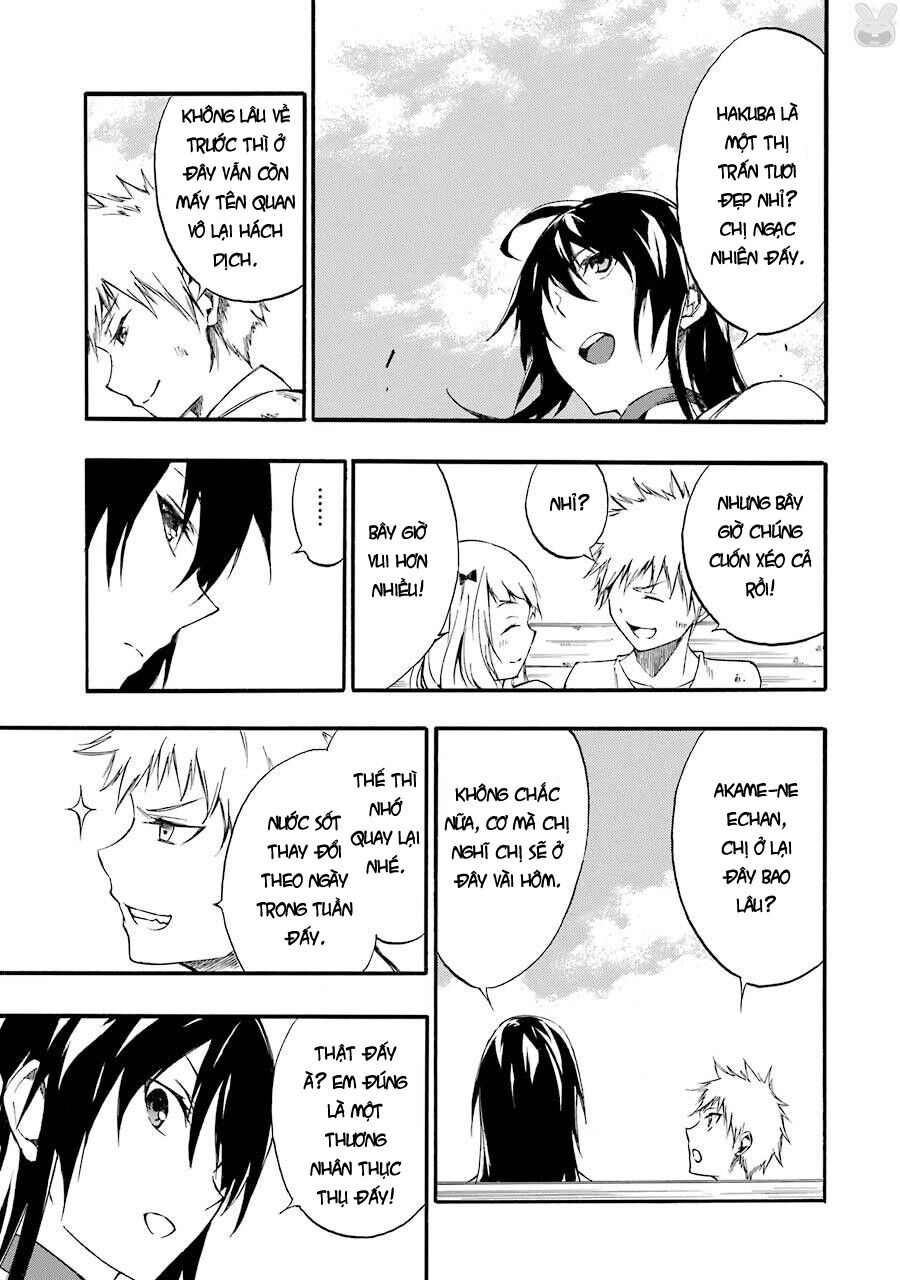 HAKUBA LÀ
MỘT THỊ
TRẤN TƯƠI
ĐẸP NHỈ?
CHỊ NGẠC
NHIÊN ĐẤY.
KHÔNG LÂU VỀ
TRƯỚC THÌ Ở
ĐÂY VẪN CÒN
MẤY TÊN QUAN
VỠ LẠI HÁCH
DỊCH.
NHƯNG BÂY
GIỜ CHÚNG
CUỐN XÉO CẢ
RỒI!
NHỈ?
BÂY GIỜ
VUI HƠN
NHIỀU!
......
AKAME-NE
ECHAN,
CHỊ Ở LẠI
ĐÂY BAO
LÂU?
KHÔNG CHẮC
NỮA, CƠ MÀ CHỊ
NGHĨ CHỊ SẼ Ở
ĐÂY VÀI HÔM.
THẾ THÌ
NHỚ
QUAY LẠI
NHÉ.
NƯỚC SỐT
THAY ĐỔI
THEO NGÀY
TRONG TUẦN
ĐẤY.
THẬT ĐẤY
À? EM ĐÚNG
LÀ MỘT
THƯƠNG
NHÂN THỰC
THỤ ĐẤY!